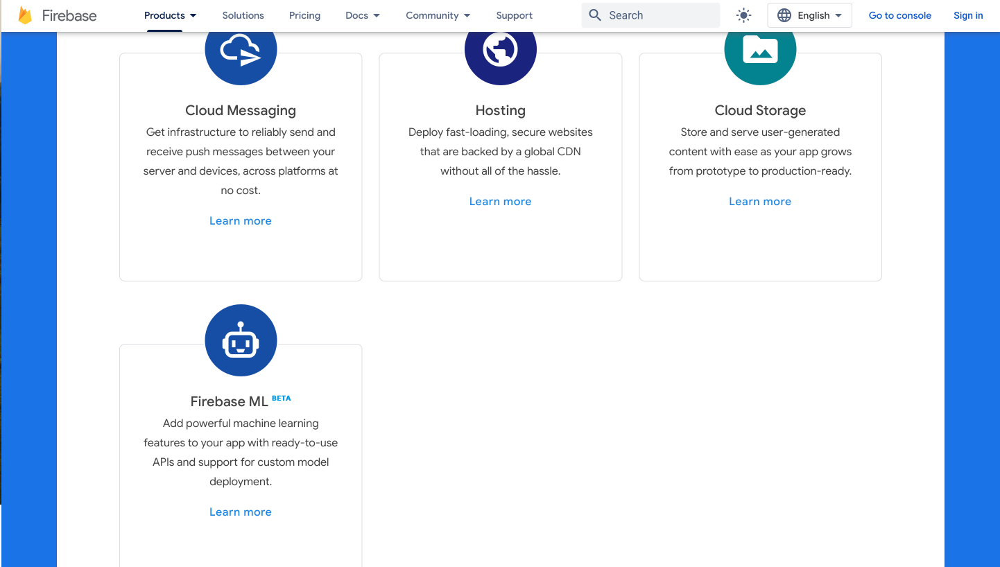 Firebase Products Solutions Pricing Docs Community Support Search English Go to console Sign in
Cloud Messaging
Get infrastructure to reliably send and
receive push messages between your
server and devices, across platforms at
no cost.
Learn more
Hosting
Deploy fast-loading, secure websites
that are backed by a global CDN
without all of the hassle.
Learn more
Cloud Storage
Store and serve user-generated
content with ease as your app grows
from prototype to production-ready.
Learn more
Firebase ML BETA
Add powerful machine learning
features to your app with ready-to-use
APIs and support for custom model
deployment.
Learn more